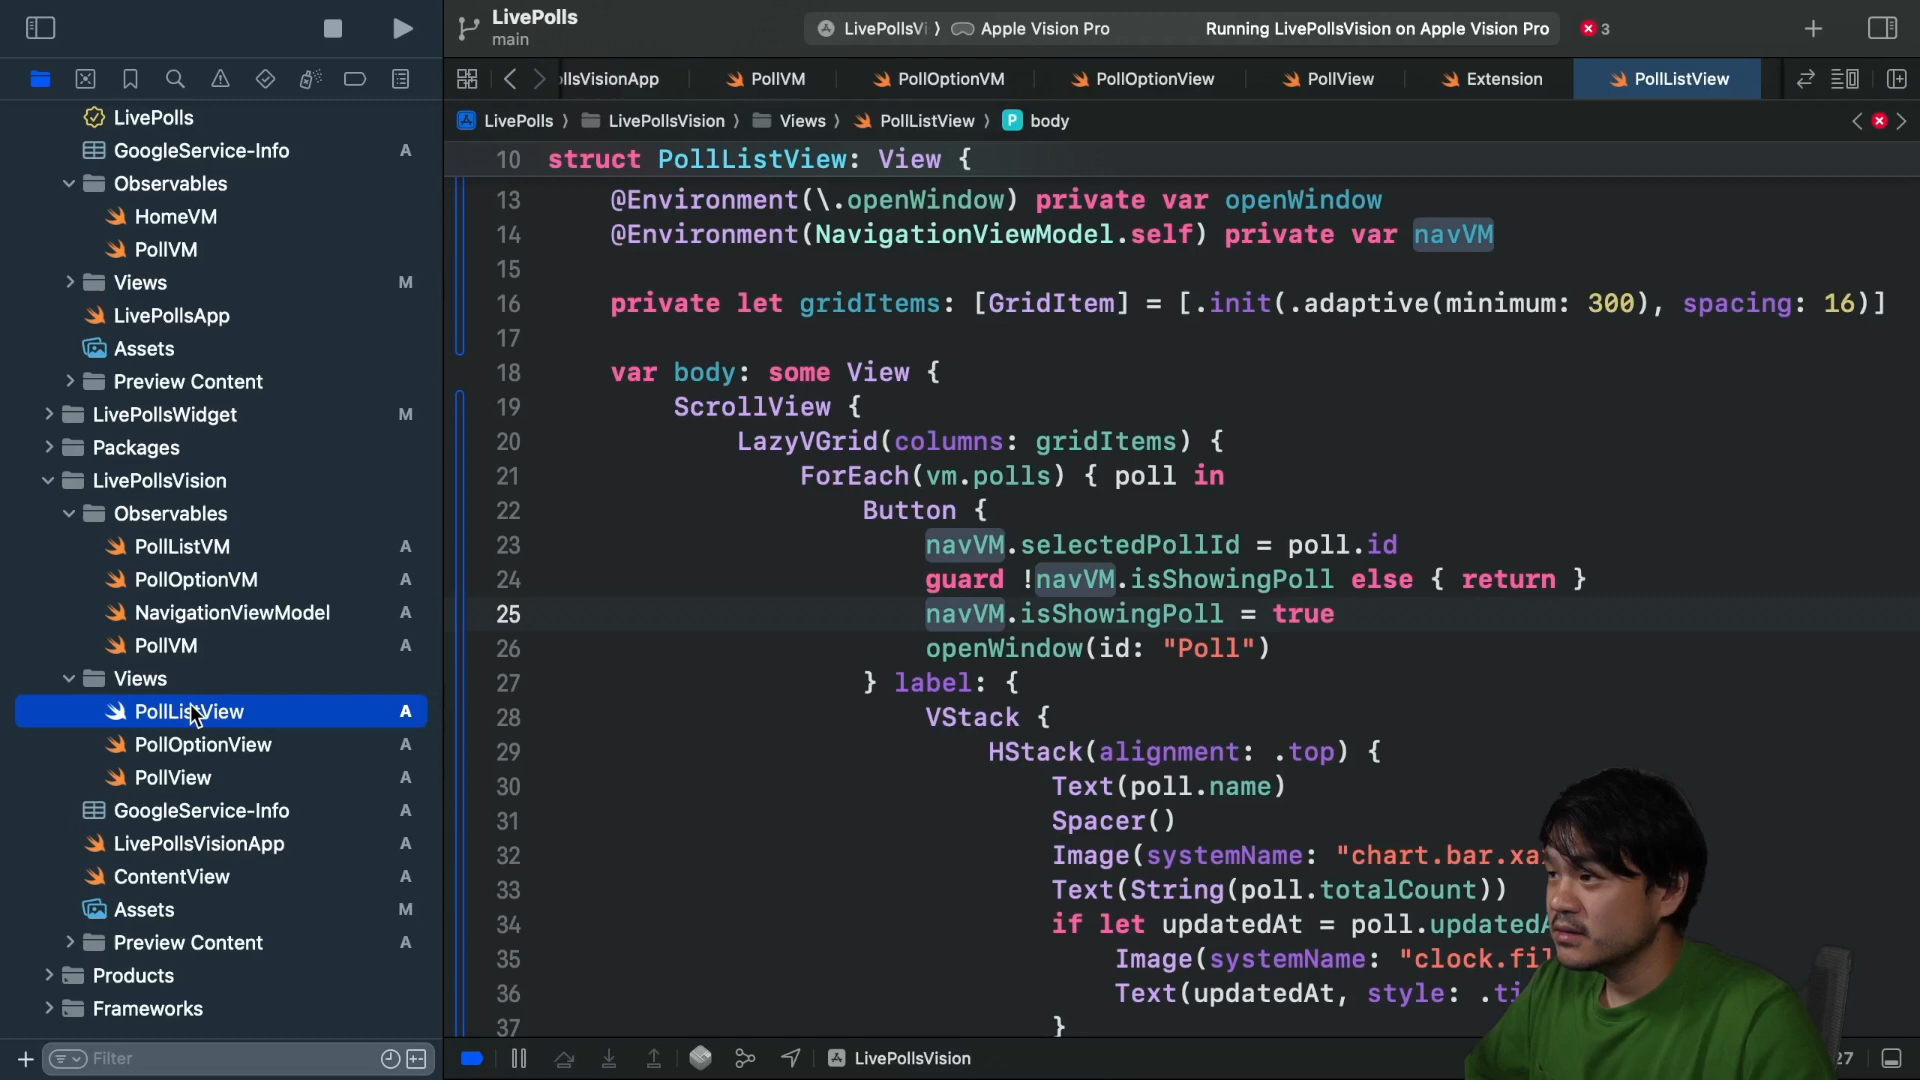 LivePolls
main
LivePollsVi 〉 Apple Vision Pro
Running LivePollsVision on Apple Vision Pro
3
llsVisionApp
PollVM
PollOptionVM
PollOptionView
PollView
Extension
PollListView
LivePolls 〉 LivePollsVision 〉 Views 〉 PollListView 〉 P body
LivePolls
GoogleService-Info A
Observables
HomeVM
PollVM
Views M
LivePollsApp
Assets
Preview Content
LivePollsWidget M
Packages
LivePollsVision
Observables
PollListVM A
PollOptionVM A
NavigationViewModel A
PollVM A
Views
PollListView A
PollOptionView A
PollView A
GoogleService-Info A
LivePollsVisionApp A
ContentView A
Assets M
Preview Content A
Products
Frameworks
Filter
10 struct PollListView: View {
13 @Environment(\.openWindow) private var openWindow
14 @Environment(NavigationViewModel.self) private var navVM
15
16 private let gridItems: [GridItem] = [.init(.adaptive(minimum: 300), spacing: 16)]
17
18 var body: some View {
19 ScrollView {
20 LazyVGrid(columns: gridItems) {
21 ForEach(vm.polls) { poll in
22 Button {
23 navVM.selectedPollId = poll.id
24 guard !navVM.isShowingPoll else { return }
25 navVM.isShowingPoll = true
26 openWindow(id: "Poll")
27 } label: {
28 VStack {
29 HStack(alignment: .top) {
30 Text(poll.name)
31 Spacer()
32 Image(systemName: "chart.bar.xa
33 Text(String(poll.totalCount))
34 if let updatedAt = poll.updatedA
35 Image(systemName: "clock.fil
36 Text(updatedAt, style: .ti
37 }
LivePollsVision
27